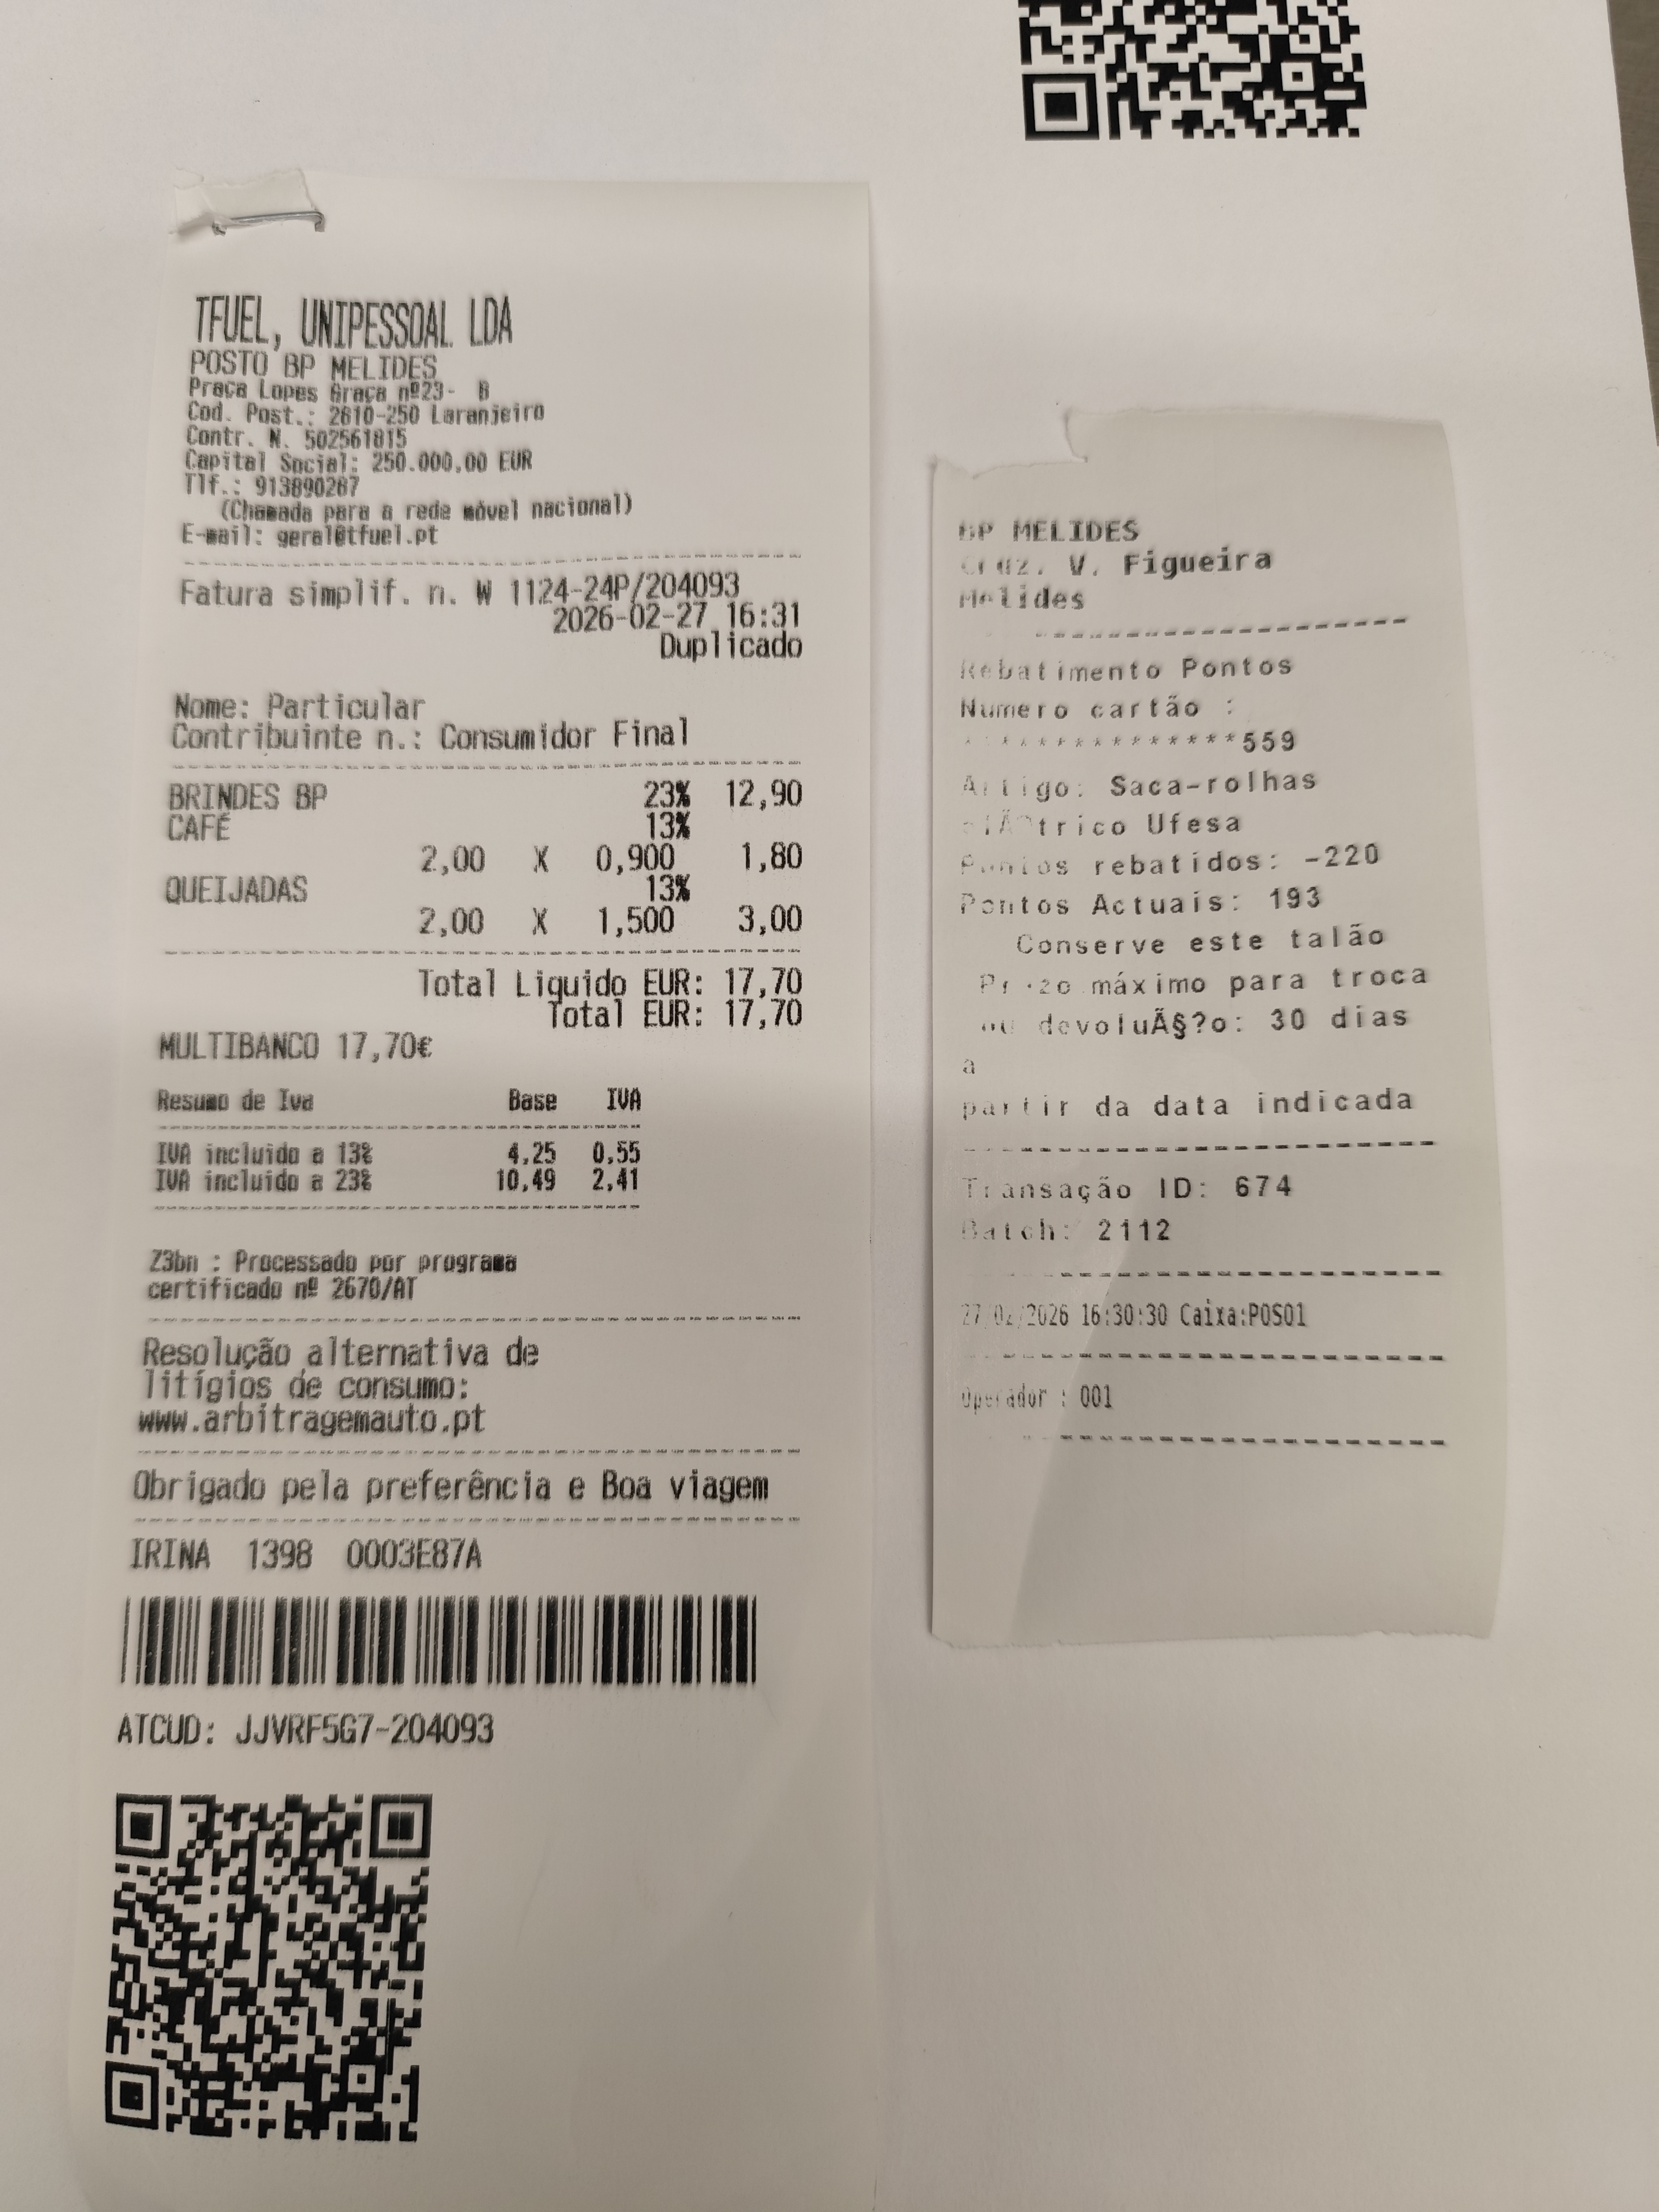 TFUEL, UNIPESSOAL LDA
POSTO BP MELIDES
Praça Lopes Graça nº23- B
Cod. Post.: 2810-250 Laranjeiro
Contr. N. 502561815
Capital Social: 250.000,00 EUR
Tlf.: 913890267
(Chamada para a rede móvel nacional)
E-mail: geral@tfuel.pt
Fatura simplif. n. W 1124-24P/204093
2026-02-27 16:31
Duplicado
Nome: Particular
Contribuinte n.: Consumidor Final
BRINDES BP 23% 12,90
CAFÉ 13%
2,00 X 0,900 1,80
QUEIJADAS 13%
2,00 X 1,500 3,00
Total Liquido EUR: 17,70
Total EUR: 17,70
MULTIBANCO 17,70€
Resumo de Iva Base IVA
IVA incluido a 13% 4,25 0,55
IVA incluido a 23% 10,49 2,41
Z3bn : Processado por programa
certificado nº 2670/AT
Resolução alternativa de
litígios de consumo:
www.arbitragemauto.pt
Obrigado pela preferência e Boa viagem
IRINA 1398 0003E87A
ATCUD: JJVRF5G7-204093
BP MELIDES
V. Figueira
Melides
Rebatimento Pontos
Numero cartão :
***************559
Artigo: Saca-rolhas
elÃ©trico Ufesa
Pontos rebatidos: -220
Pontos Actuais: 193
Conserve este talão
Prazo máximo para troca
ou devoluÃ§?o: 30 dias
a
partir da data indicada
Transação ID: 674
Batch: 2112
27/02/2026 16:30:30 Caixa:POS01
Operador : 001